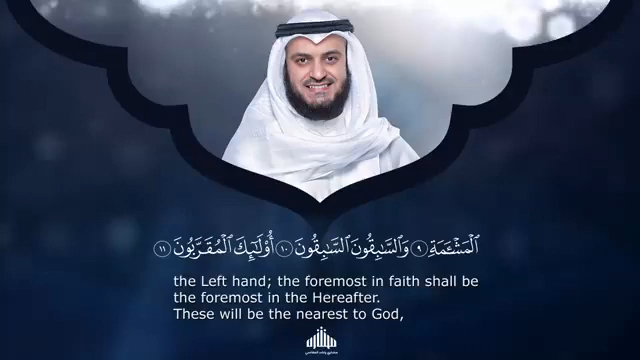 ٱلْمَشْـَٔمَةِ ٩ وَٱلسَّـٰبِقُونَ ٱلسَّـٰبِقُونَ ١٠ أُو۟لَـٰٓئِكَ ٱلْمُقَرَّبُونَ ١١
the Left hand; the foremost in faith shall be
the foremost in the Hereafter.
These will be the nearest to God,